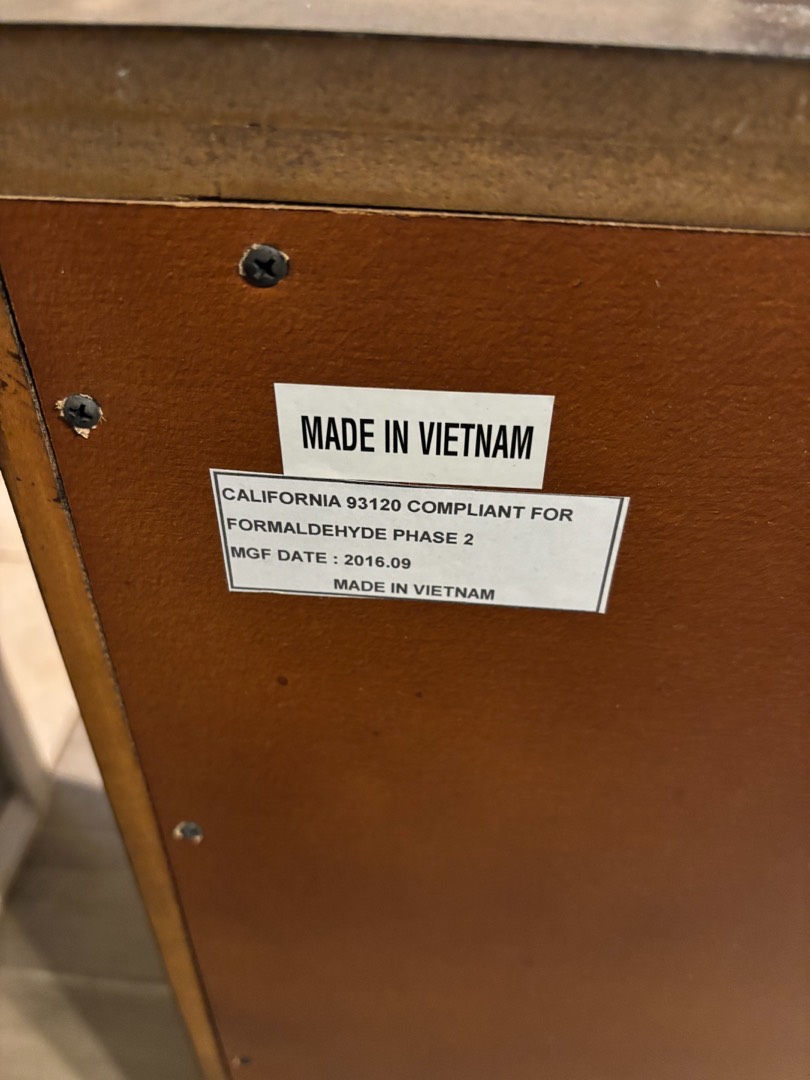 MADE IN VIETNAM
CALIFORNIA 93120 COMPLIANT FOR
FORMALDEHYDE PHASE 2
MGF DATE : 2016.09
MADE IN VIETNAM